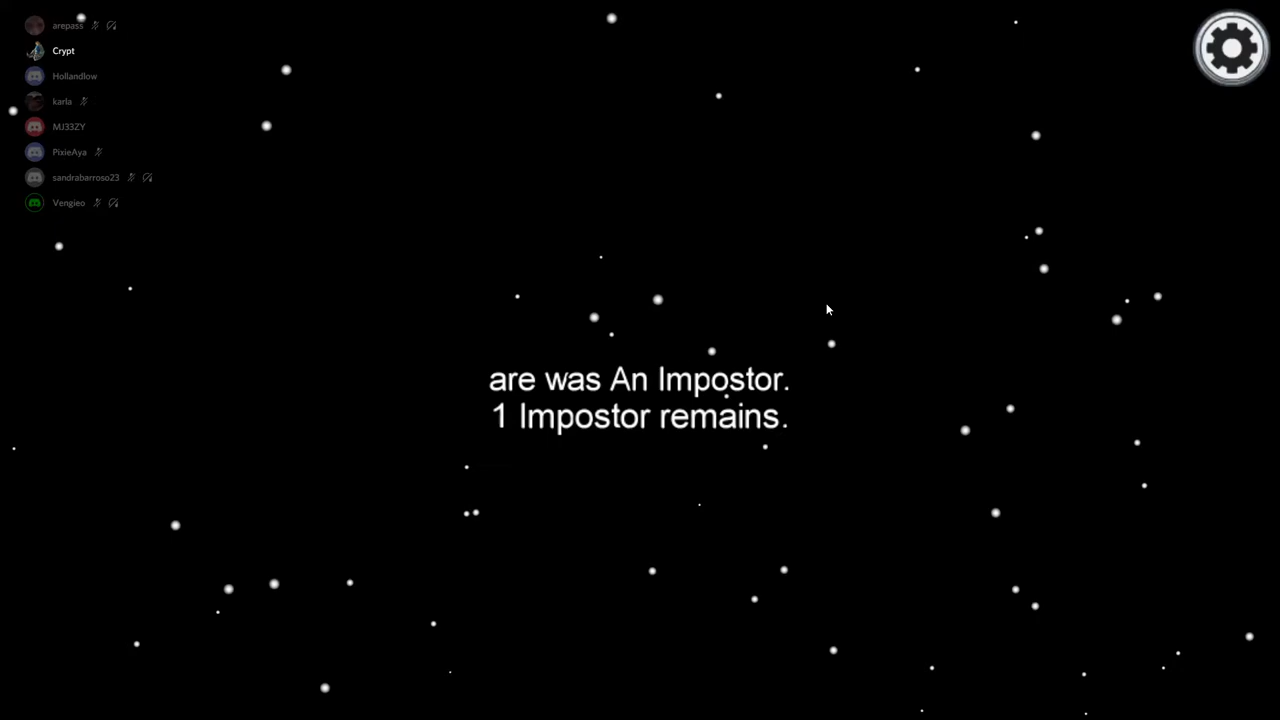 arepass
Crypt
Hollandlow
karla
MJ33ZY
PixieAya
sandrabarroso23
Vengieo
are was An Impostor.
1 Impostor remains.